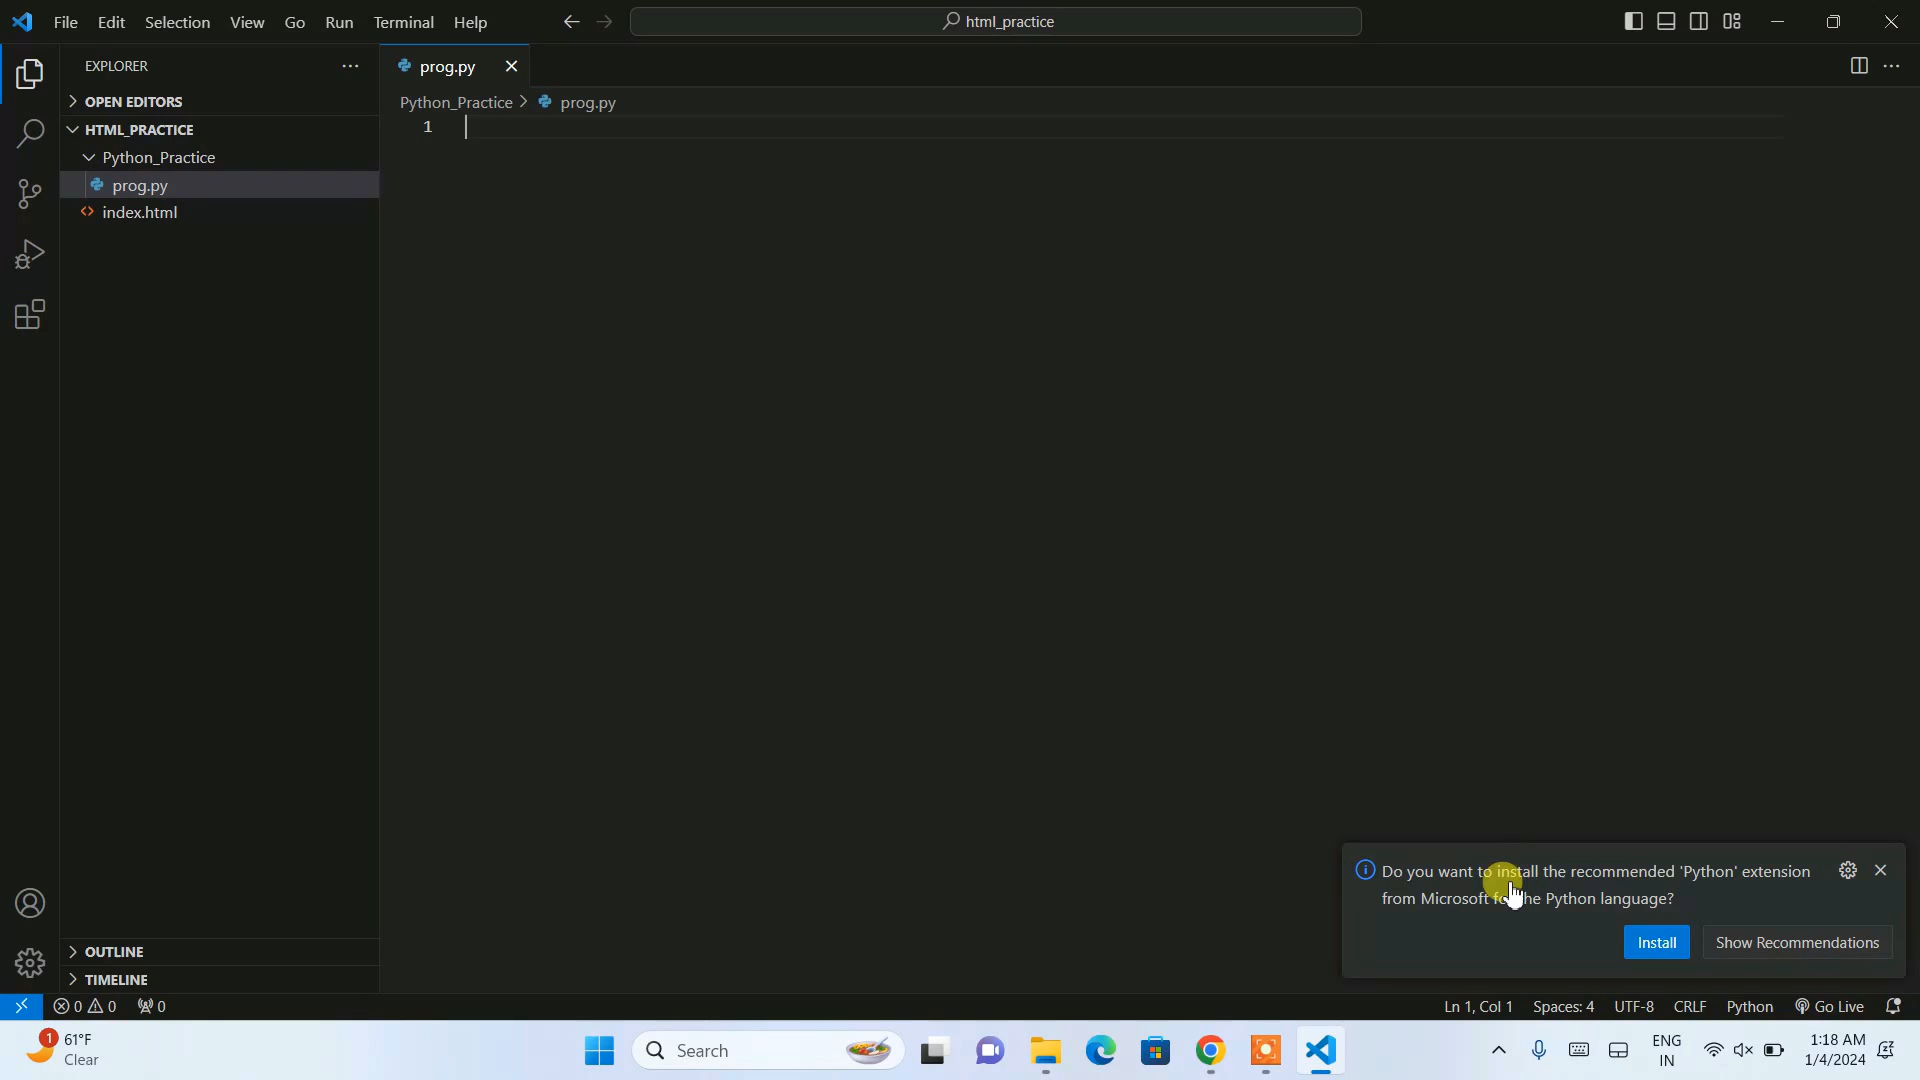 File Edit Selection View Go Run Terminal Help
html_practice
EXPLORER
prog.py
OPEN EDITORS
Python_Practice > prog.py
HTML_PRACTICE
1
Python_Practice
prog.py
index.html
Do you want to install the recommended 'Python' extension
from Microsoft for the Python language?
Install
Show Recommendations
OUTLINE
TIMELINE
0 0 0
Ln 1, Col 1 Spaces: 4 UTF-8 CRLF Python Go Live
1
61°F
Clear
Search
ENG
IN
1:18 AM
1/4/2024